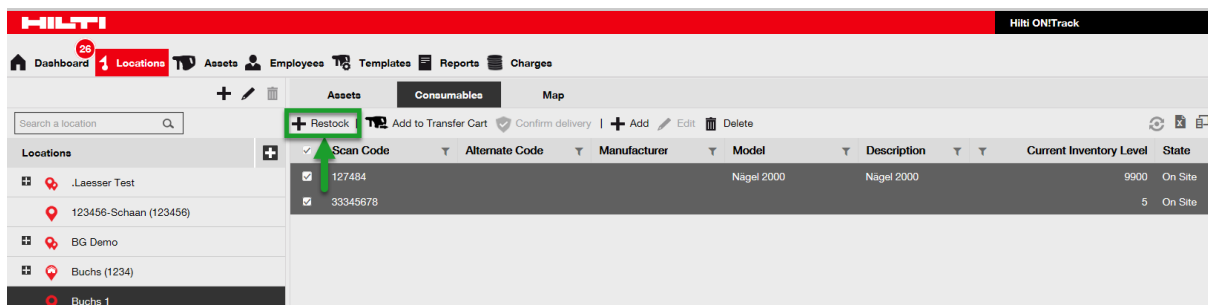 HILTI
Hilti ON!Track
26
Dashboard Locations Assets Employees Templates Reports Charges
Assets Consumables Map
Search a location
Restock | Add to Transfer Cart Confirm delivery | Add Edit Delete
Locations
Scan Code Alternate Code Manufacturer Model Description Current Inventory Level State
.Laesser Test
127484 Nägel 2000 Nägel 2000 9900 On Site
123456-Schaan (123456)
33345678 5 On Site
BG Demo
Buchs (1234)
Buchs 1